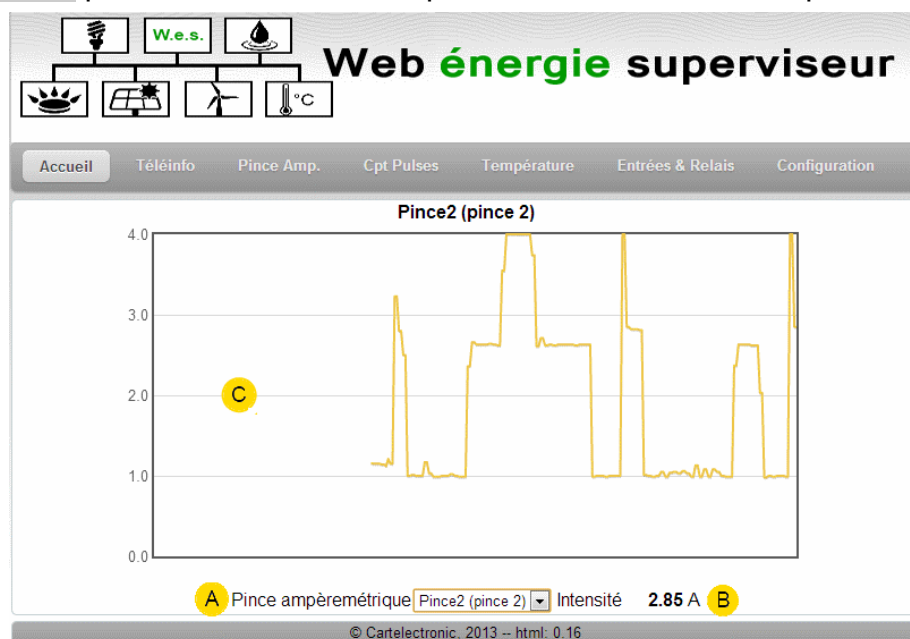 W.e.s.
°C
Web énergie superviseur
Accueil Téléinfo Pince Amp. Cpt Pulses Température Entrées & Relais Configuration
Pince2 (pince 2)
4.0
3.0
2.0
1.0
0.0
C
A Pince ampèremétrique Pince2 (pince 2) Intensité 2.85 A B
© Cartelectronic, 2013 -- html: 0.16